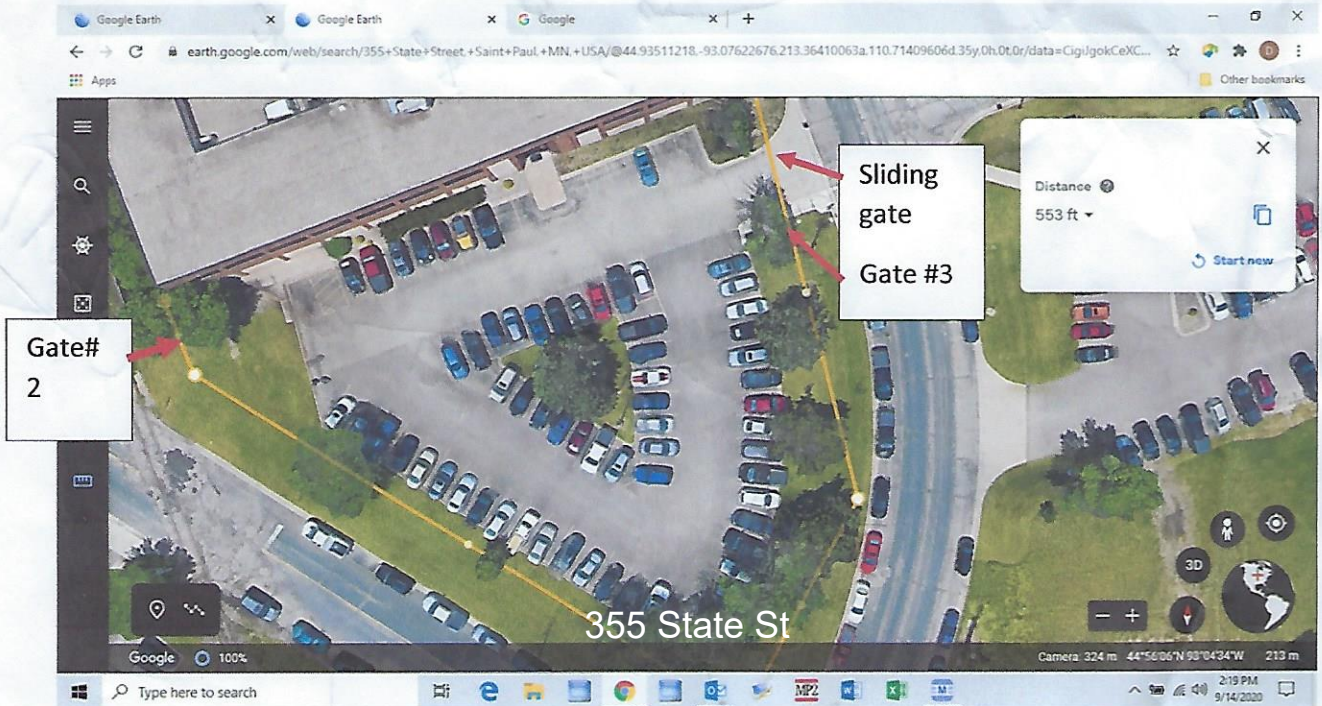 Google Earth
Google Earth
Google
earth.google.com/web/search/355+State+Street,+Saint+Paul,+MN,+USA/@44.93511218,-93.07622676,213.36410063a,110.71409606d,35y,0h,0t,0r/data=CigiJgokCeXC...
Apps
Other bookmarks
Sliding
gate
Gate #3
Distance
553 ft
Start new
Gate#
2
3D
355 State St
Google 100%
Camera: 324 m 44°56'06"N 93°04'34"W 213 m
Type here to search
MP2
2:19 PM
9/14/2020